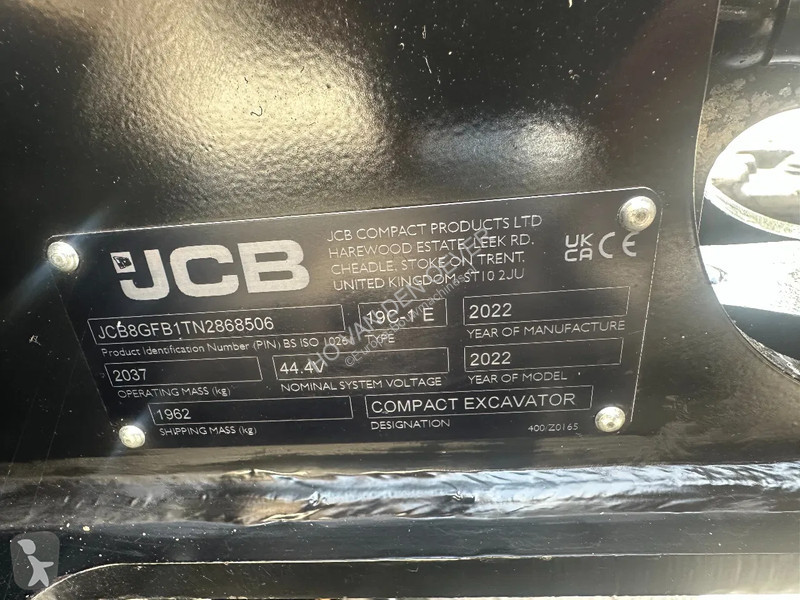 JCB
JCB COMPACT PRODUCTS LTD
HAREWOOD ESTATE, LEEK RD.
CHEADLE, STOKE ON TRENT.
UNITED KINGDOM. ST10 2JU
UK
CA CE
JCB8GFB1TN2868506
Product Identification Number (PIN) BS ISO 10261
19C-1 E
TYPE
2022
YEAR OF MANUFACTURE
2037
OPERATING MASS (kg)
44.4V
NOMINAL SYSTEM VOLTAGE
2022
YEAR OF MODEL
1962
SHIPPING MASS (kg)
COMPACT EXCAVATOR
DESIGNATION
400/Z0165